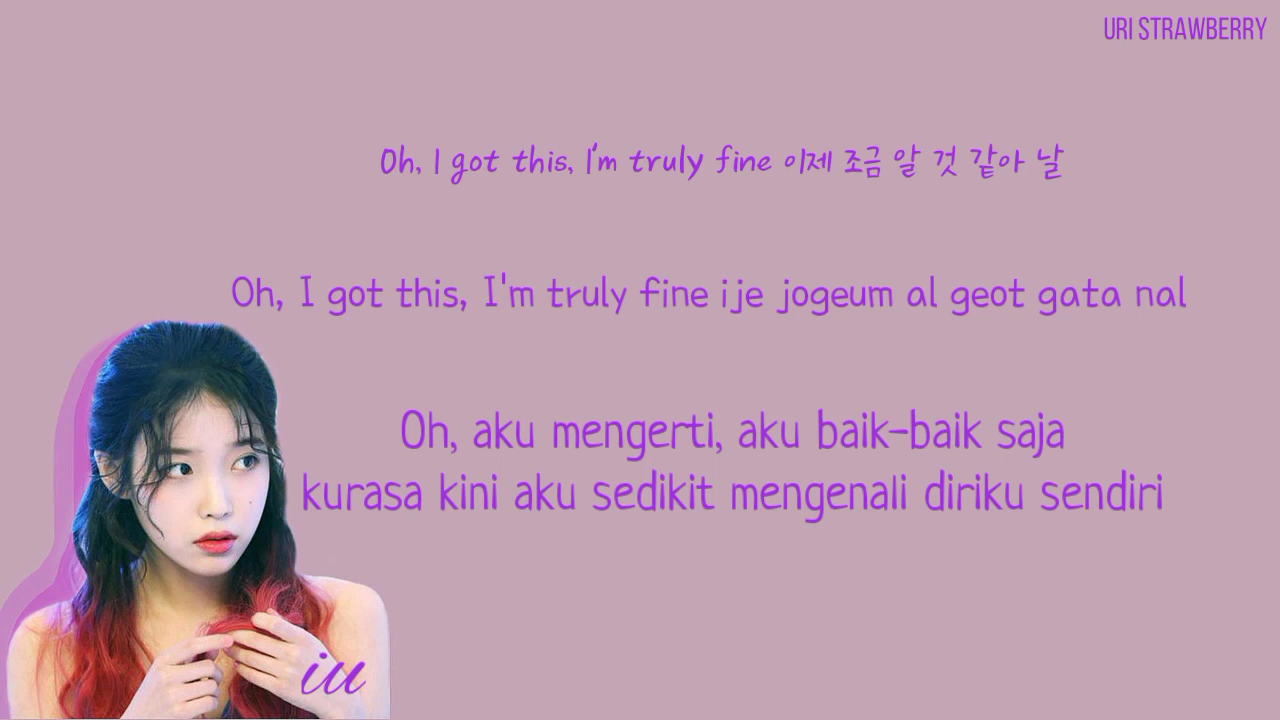 URI STRAWBERRY
Oh, I got this, I'm truly fine 이제 조금 알 것 같아 날
Oh, I got this, I'm truly fine ije jogeum al geot gata nal
Oh, aku mengerti, aku baik-baik saja
kurasa kini aku sedikit mengenali diriku sendiri
iu